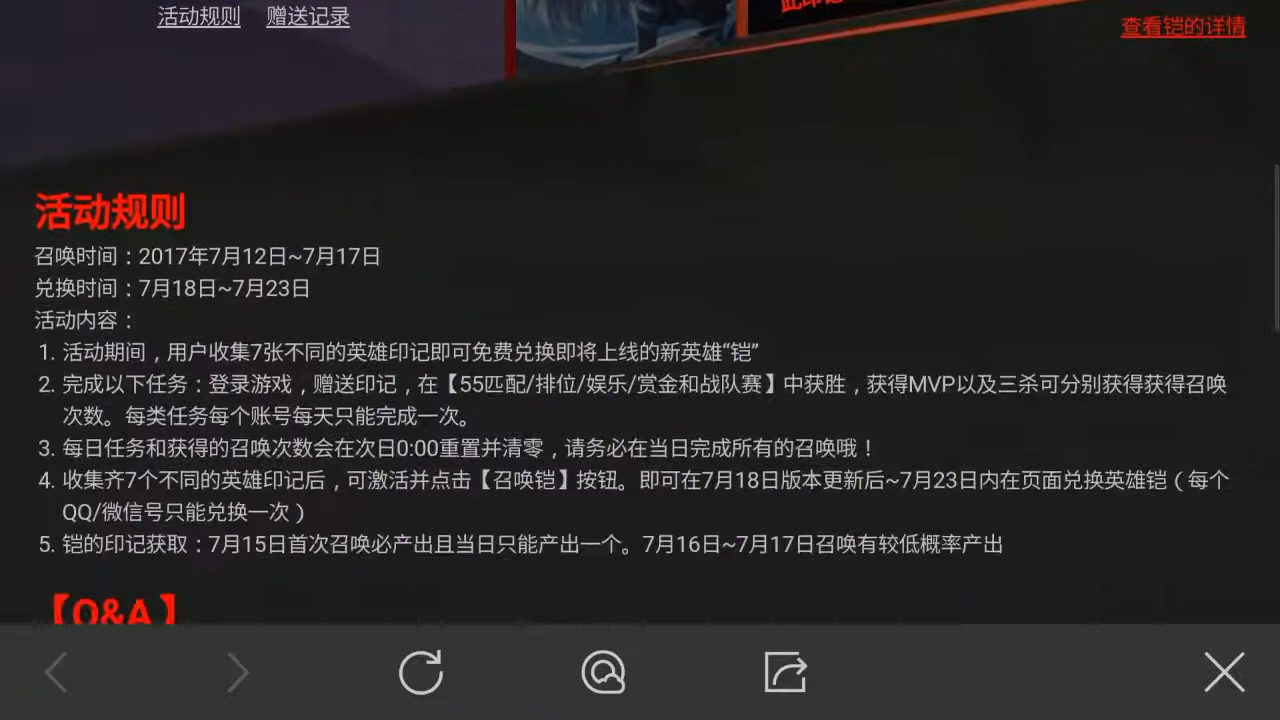 活动规则 赠送记录
查看铠的详情
活动规则
召唤时间：2017年7月12日~7月17日
兑换时间：7月18日~7月23日
活动内容：
1. 活动期间，用户收集7张不同的英雄印记即可免费兑换即将上线的新英雄“铠”
2. 完成以下任务：登录游戏，赠送印记，在【55匹配/排位/娱乐/赏金和战队赛】中获胜，获得MVP以及三杀可分别获得获得召唤
次数。每类任务每个账号每天只能完成一次。
3. 每日任务和获得的召唤次数会在次日0:00重置并清零，请务必在当日完成所有的召唤哦！
4. 收集齐7个不同的英雄印记后，可激活并点击【召唤铠】按钮。即可在7月18日版本更新后~7月23日内在页面兑换英雄铠（每个
QQ/微信号只能兑换一次）
5. 铠的印记获取：7月15日首次召唤必产出且当日只能产出一个。7月16日~7月17日召唤有较低概率产出
【Q&A】